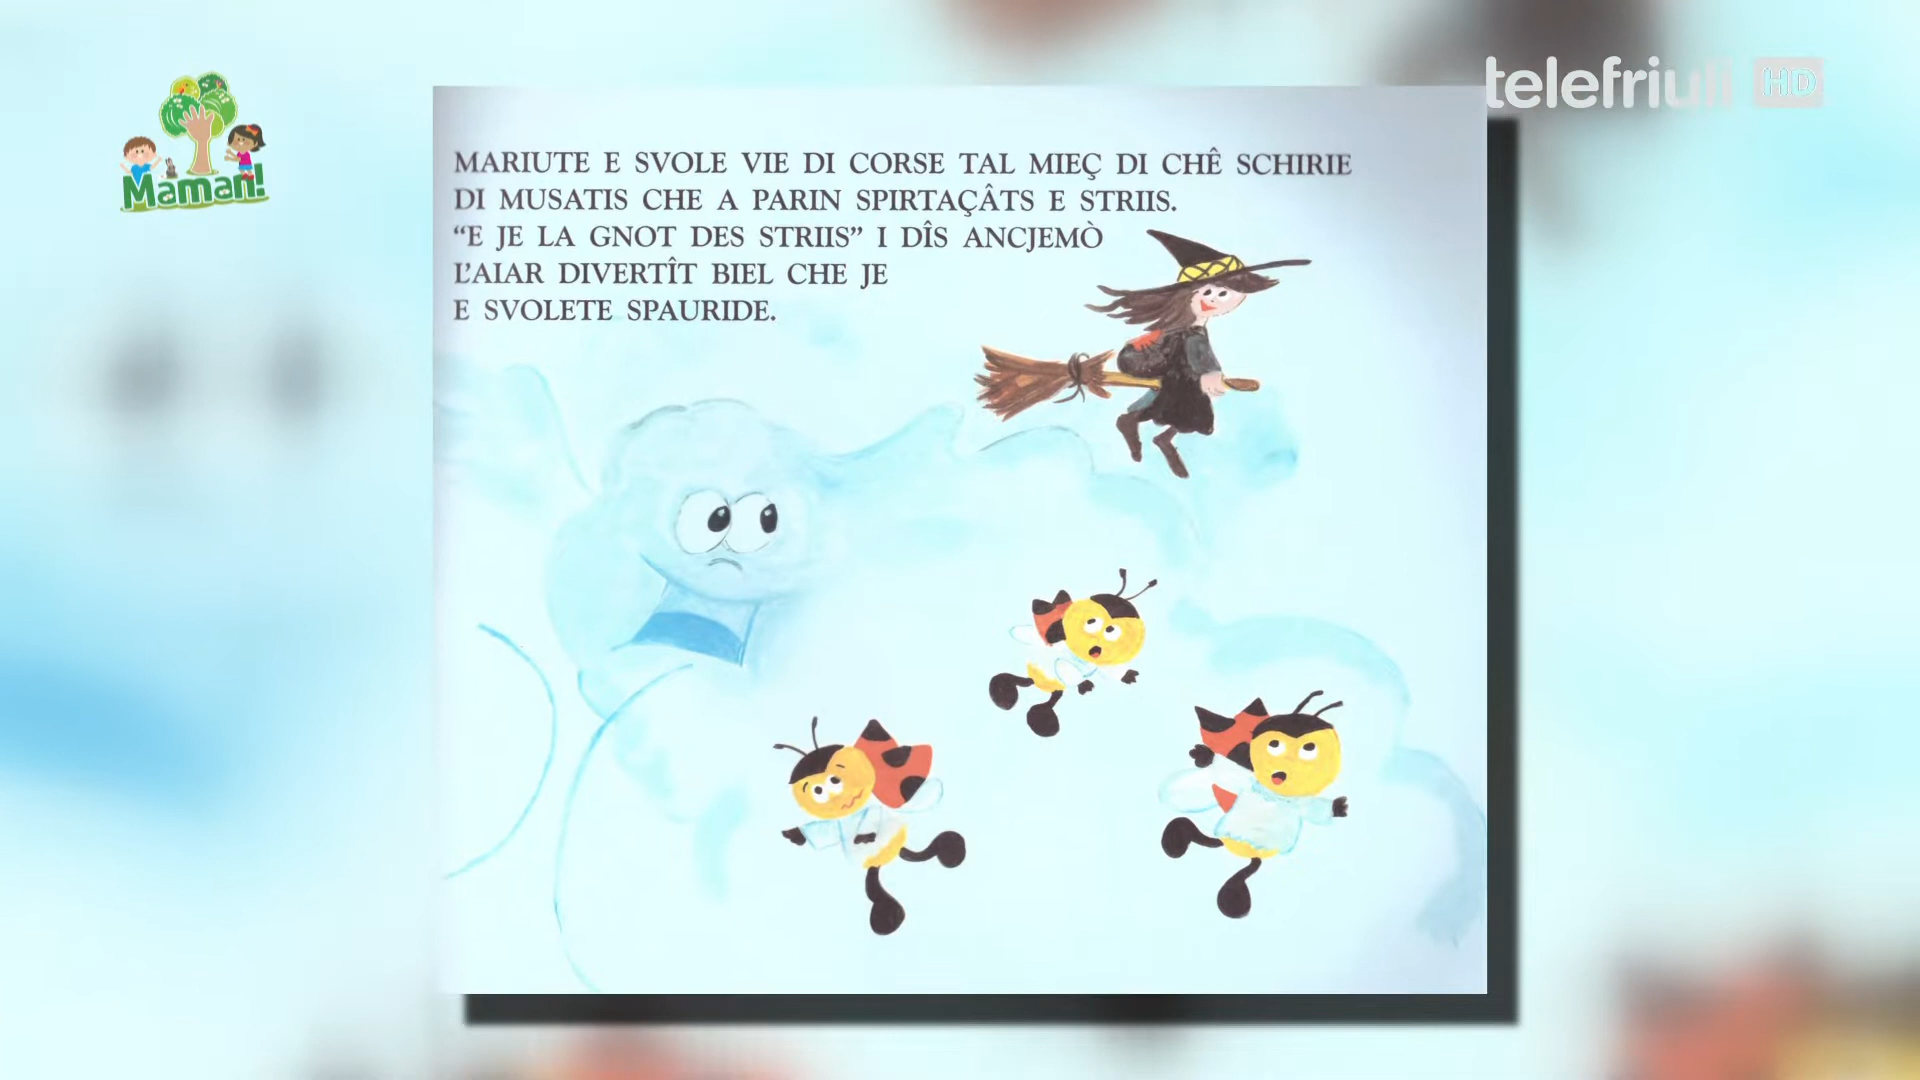 Maman!
telefriuli HD
MARIUTE E SVOLE VIE DI CORSE TAL MIEÇ DI CHÊ SCHIRIE
DI MUSATIS CHE A PARIN SPIRTAÇÂTS E STRIIS.
“E JE LA GNOT DES STRIIS” I DÎS ANCJEMÒ
L’AIAR DIVERTÎT BIEL CHE JE
E SVOLETE SPAURIDE.